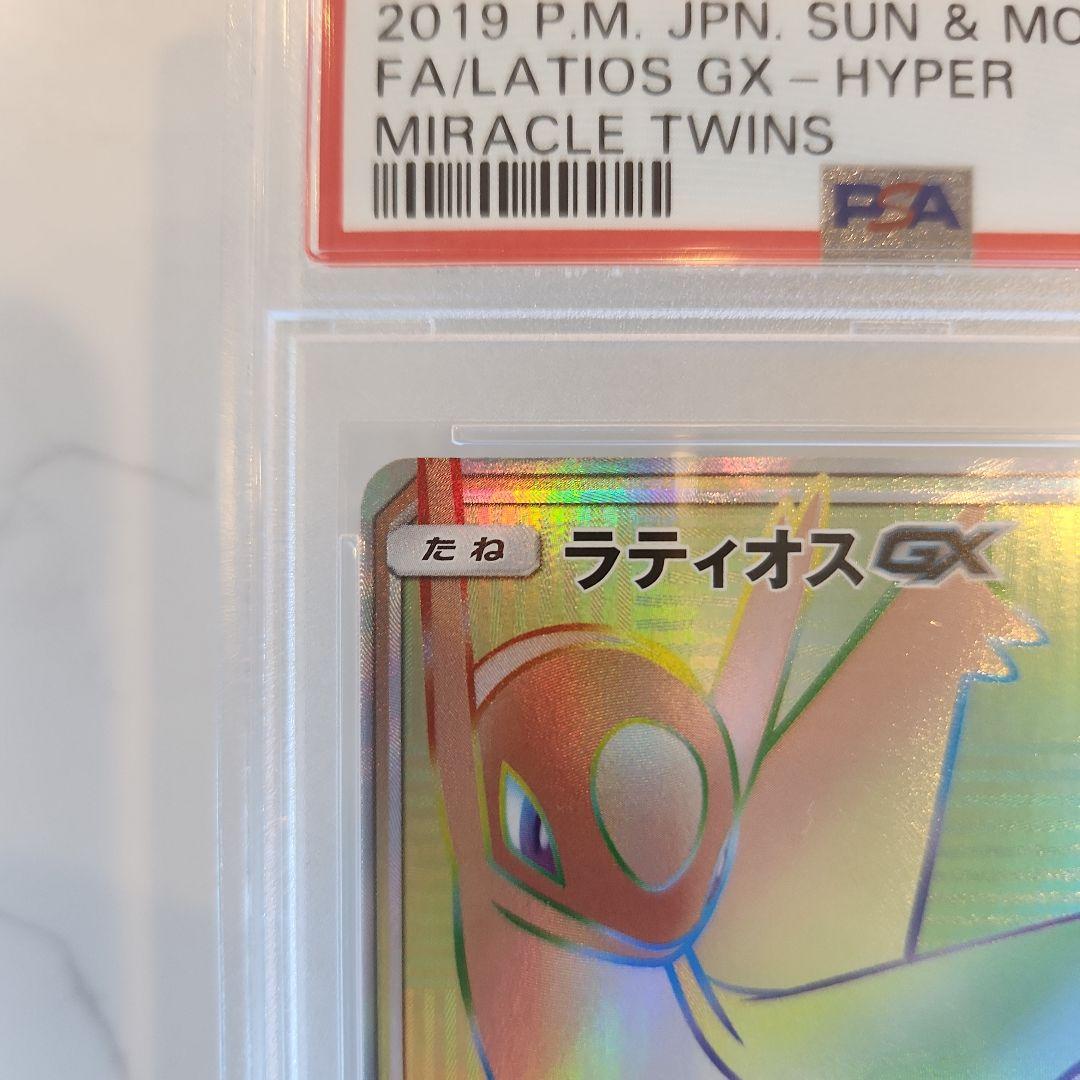 2019 P.M. JPN. SUN & MO
FA/LATIOS GX – HYPER
MIRACLE TWINS
PSA
たね ラティオスGX